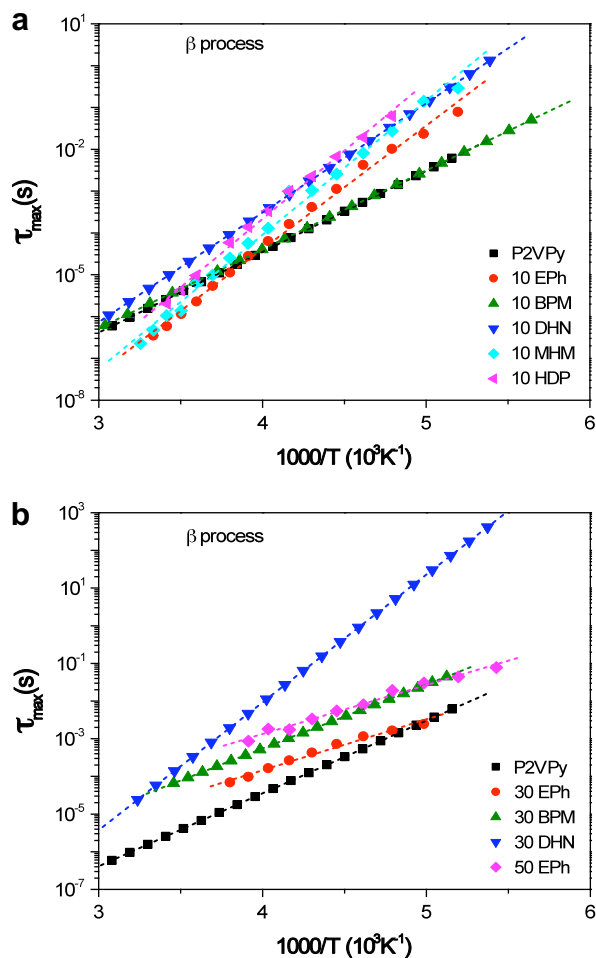 a
β process
τmax(s)
10¹
10⁻²
10⁻⁵
10⁻⁸
P2VPy
10 EPh
10 BPM
10 DHN
10 MHM
10 HDP
3 4 5 6
1000/T (10³K⁻¹)
b
β process
τmax(s)
10³
10¹
10⁻¹
10⁻³
10⁻⁵
10⁻⁷
P2VPy
30 EPh
30 BPM
30 DHN
50 EPh
3 4 5 6
1000/T (10³K⁻¹)